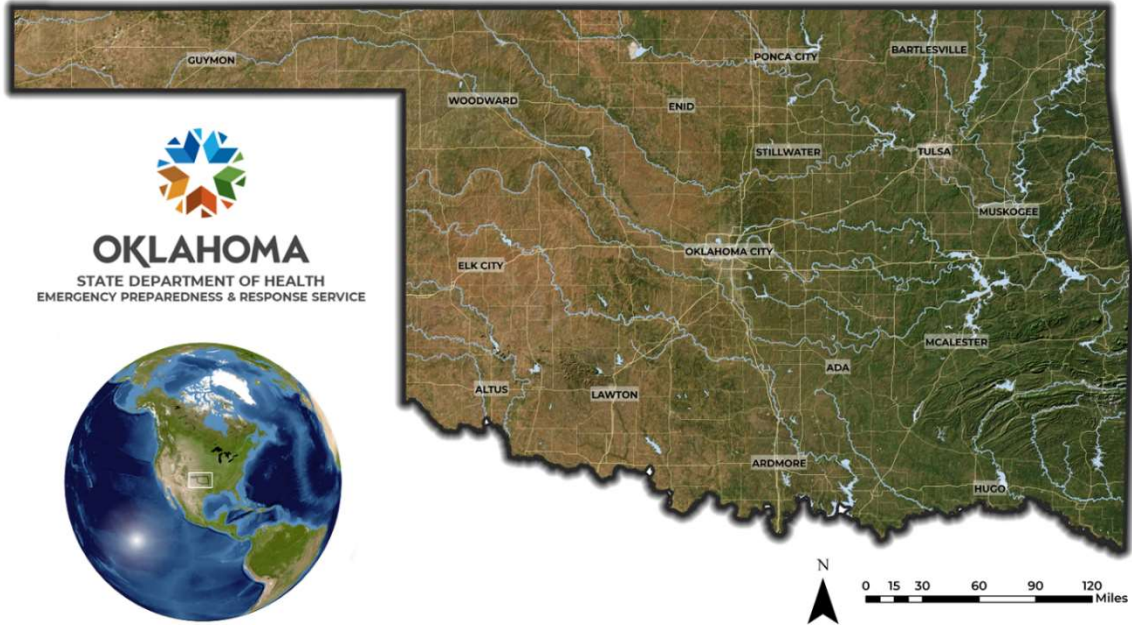 GUYMON
PONCA CITY
BARTLESVILLE
WOODWARD
ENID
STILLWATER
TULSA
MUSKOGEE
OKLAHOMA CITY
ELK CITY
MCALESTER
ADA
ALTUS
LAWTON
ARDMORE
HUGO
OKLAHOMA
STATE DEPARTMENT OF HEALTH
EMERGENCY PREPAREDNESS & RESPONSE SERVICE
N
0 15 30 60 90 120
Miles